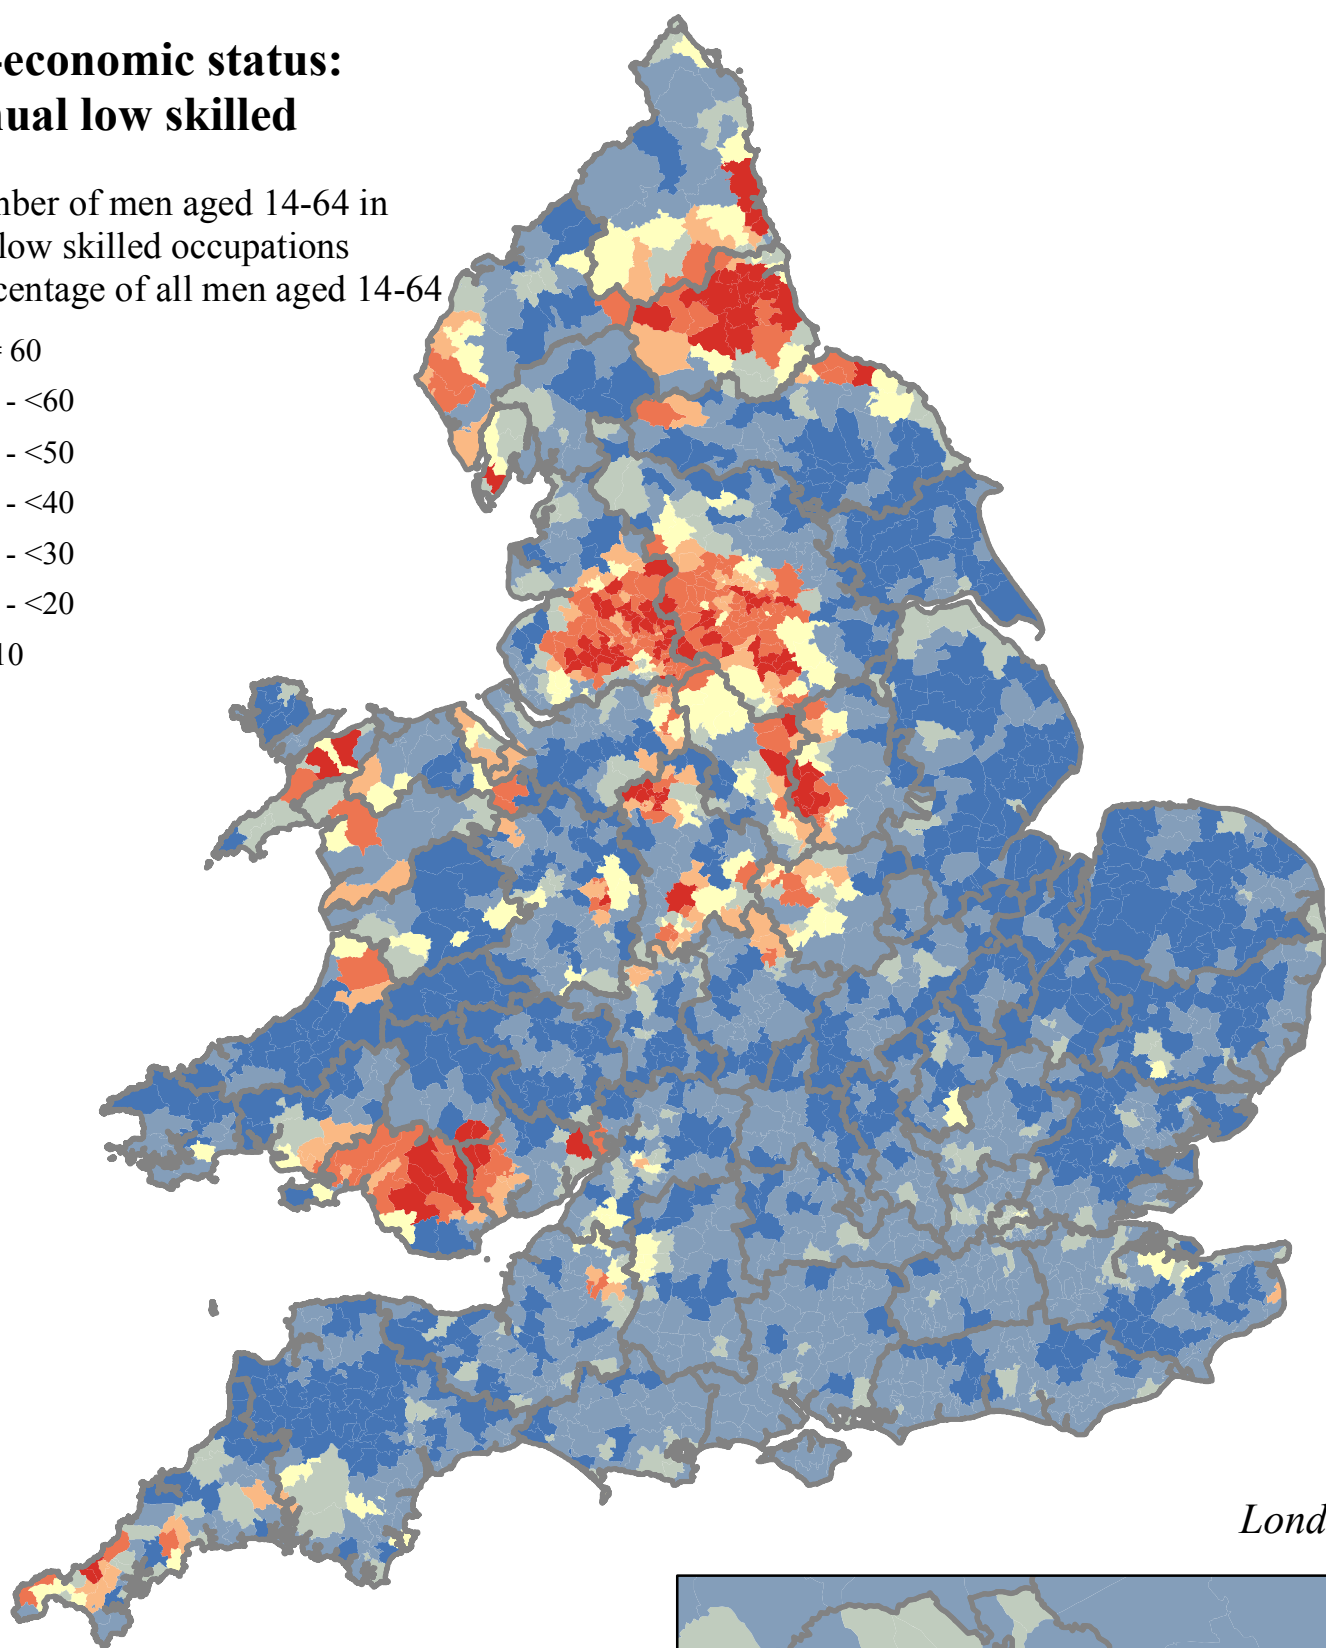 -economic status:
nual low skilled
nber of men aged 14-64 in
low skilled occupations
centage of all men aged 14-64
= 60
- <60
- <50
- <40
- <30
- <20
10
Lond